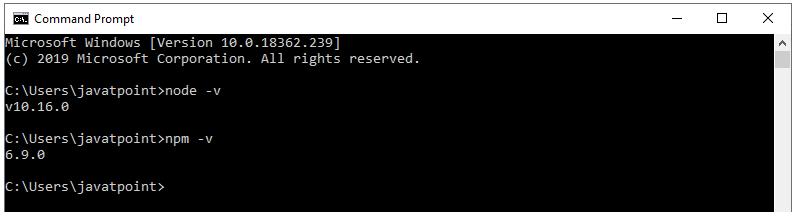 Command Prompt
Microsoft Windows [Version 10.0.18362.239]
(c) 2019 Microsoft Corporation. All rights reserved.
C:\Users\javatpoint>node -v
v10.16.0
C:\Users\javatpoint>npm -v
6.9.0
C:\Users\javatpoint>